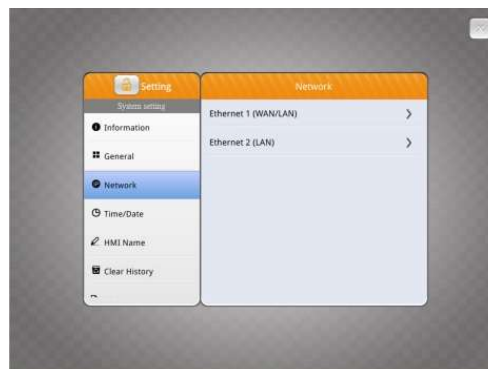 Setting
System setting
Information
General
Network
Time/Date
HMI Name
Clear History
Network
Ethernet 1 (WAN/LAN)
Ethernet 2 (LAN)